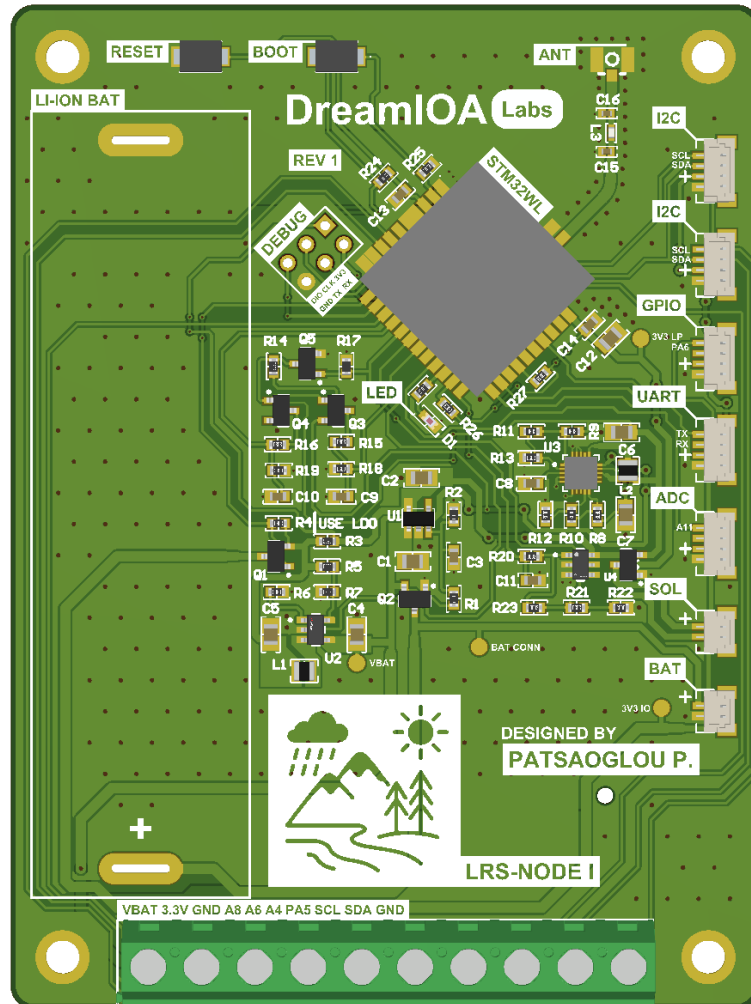 RESET
BOOT
ANT
LI-ION BAT
DreamIOA Labs
C16
L3
C15
I2C
SCL
SDA
+
REV 1
R24
R25
C13
STM32WL
DEBUG
DIO CLK 3V3
GND TX RX
I2C
SCL
SDA
+
GPIO
3V3 LP
PA6
+
C14
C12
R14
Q5
R17
Q4
Q3
LED
D1
R26
R27
UART
TX
RX
+
R16
R15
R11
R9
U3
C6
R19
R18
R13
C10
C9
C2
C8
L2
R2
ADC
A11
+
R4
USE LDO
U1
R12
R10
R8
C7
R3
Q1
R5
C1
C3
R20
C11
U4
R6
R7
Q2
R1
R23
R21
R22
SOL
+
C5
C4
U2
L1
VBAT
BAT CONN
BAT
+
3V3 IO
DESIGNED BY
PATSAOGLOU P.
+
LRS-NODE I
VBAT 3.3V GND A8 A6 A4 PA5 SCL SDA GND